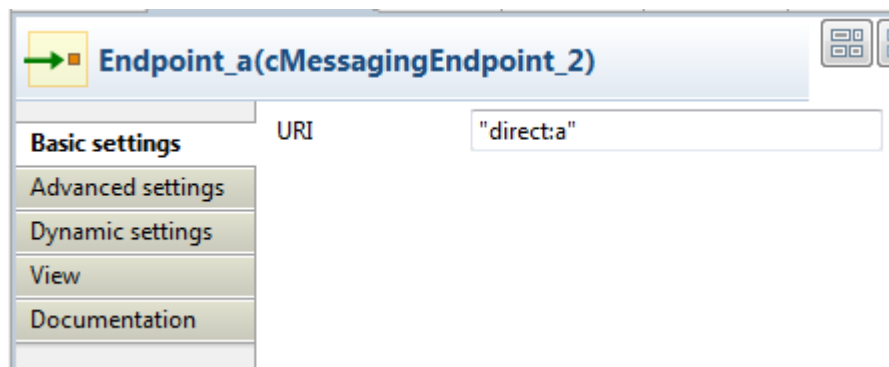 Endpoint_a(cMessagingEndpoint_2)
Basic settings
URI
"direct:a"
Advanced settings
Dynamic settings
View
Documentation